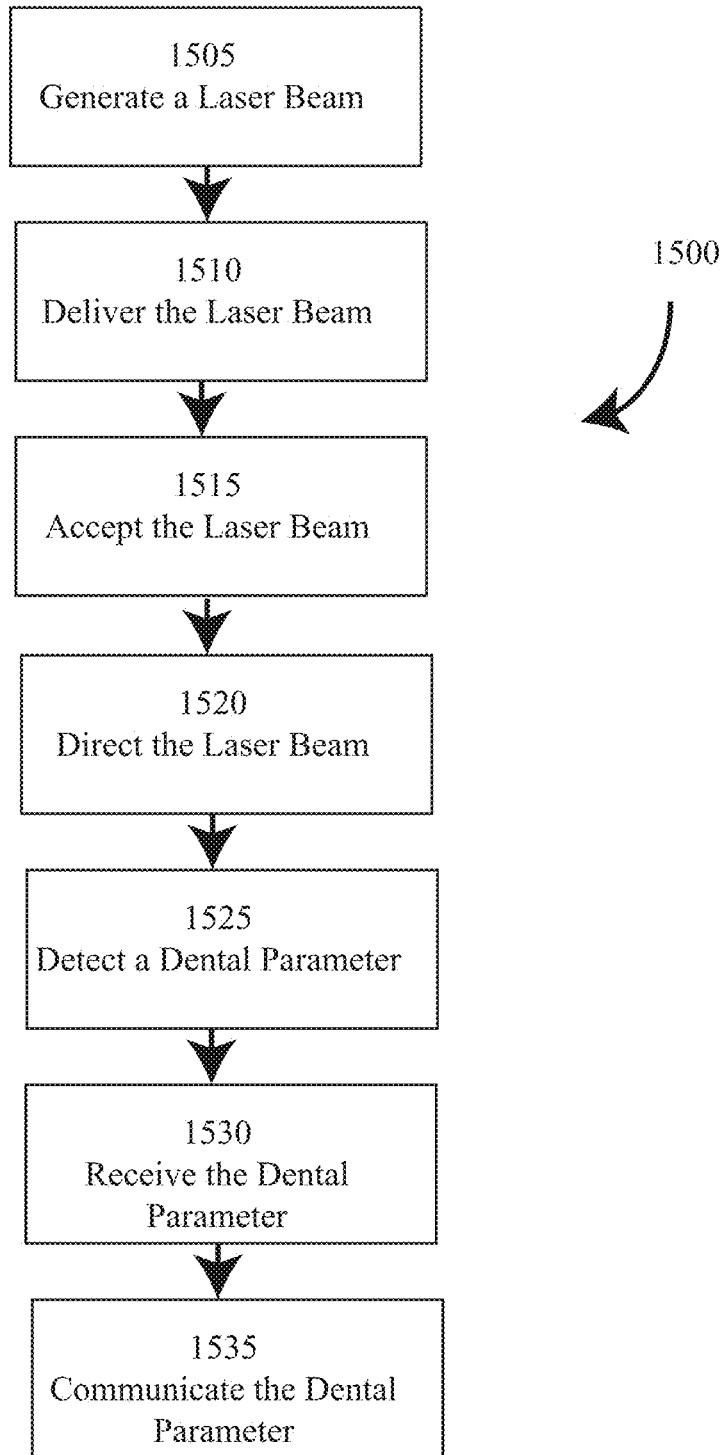 1505
Generate a Laser Beam
1510
Deliver the Laser Beam
1500
1515
Accept the Laser Beam
1520
Direct the Laser Beam
1525
Detect a Dental Parameter
1530
Receive the Dental
Parameter
1535
Communicate the Dental
Parameter